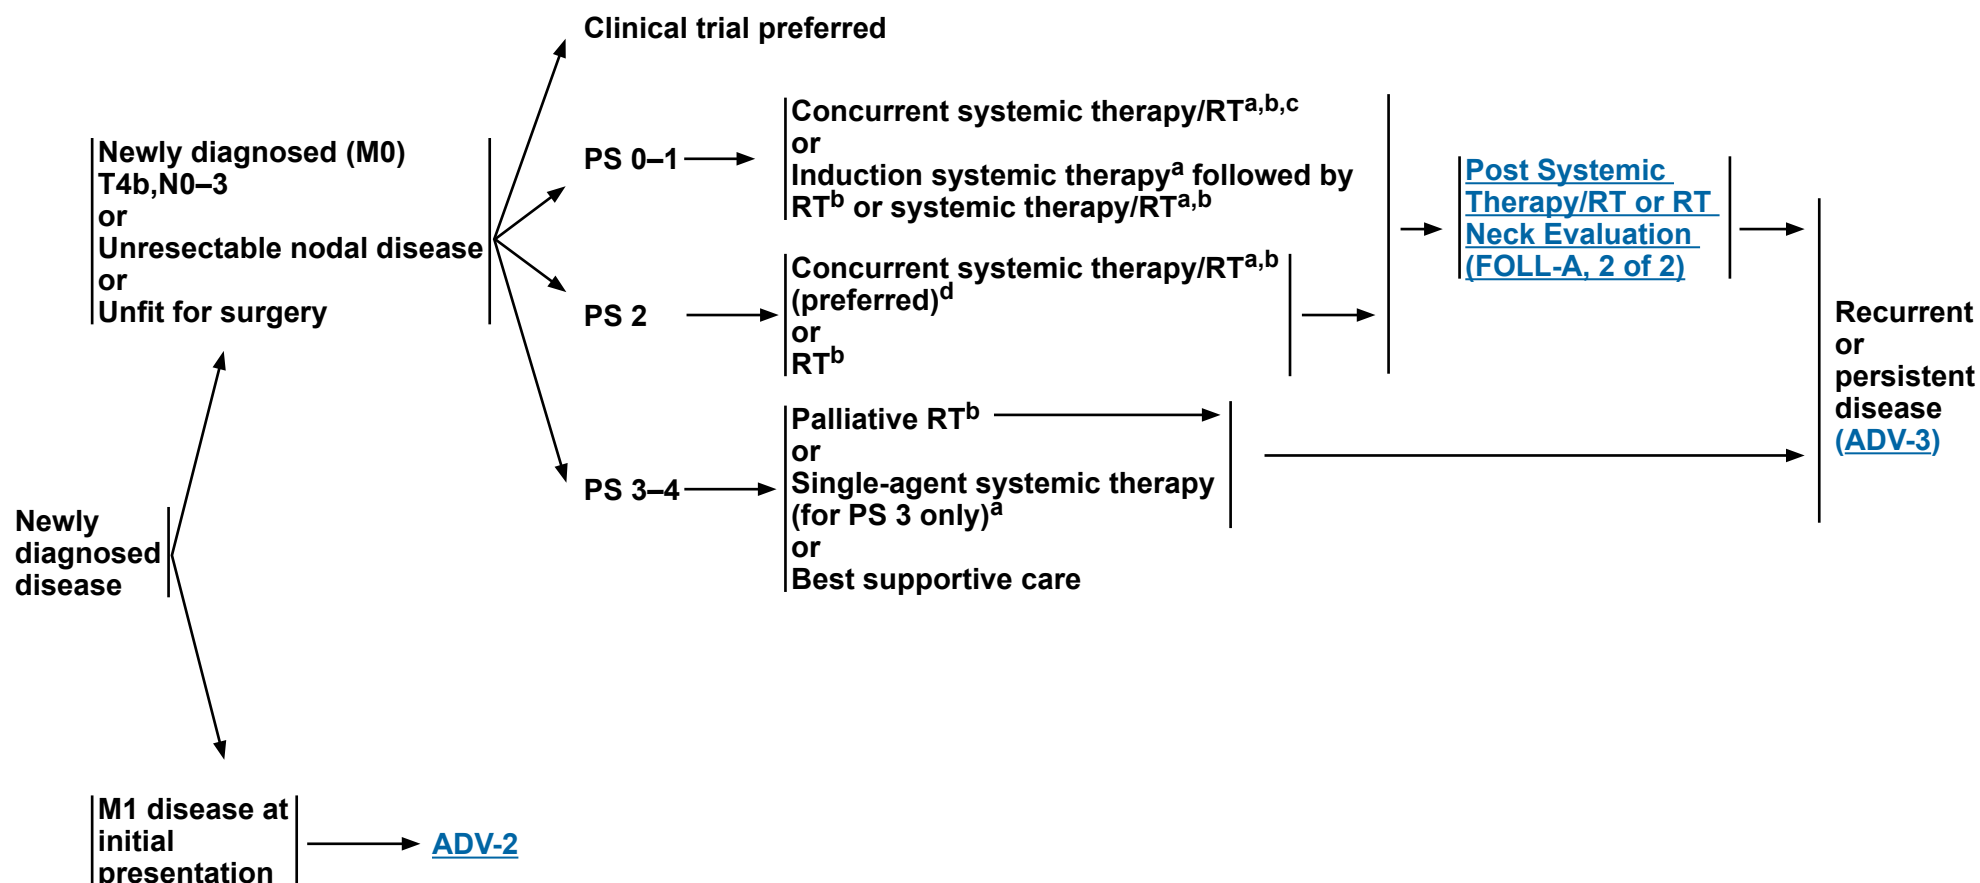 Clinical trial preferred
Newly diagnosed (M0)
T4b,N0–3
or
Unresectable nodal disease
or
Unfit for surgery
PS 0–1
Concurrent systemic therapy/RTa,b,c
or
Induction systemic therapya followed by
RTb or systemic therapy/RTa,b
PS 2
Concurrent systemic therapy/RTa,b
(preferred)d
or
RTb
PS 3–4
Palliative RTb
or
Single-agent systemic therapy
(for PS 3 only)a
or
Best supportive care
Post Systemic
Therapy/RT or RT
Neck Evaluation
(FOLL-A, 2 of 2)
Recurrent
or
persistent
disease
(ADV-3)
Newly
diagnosed
disease
M1 disease at
initial
presentation
ADV-2